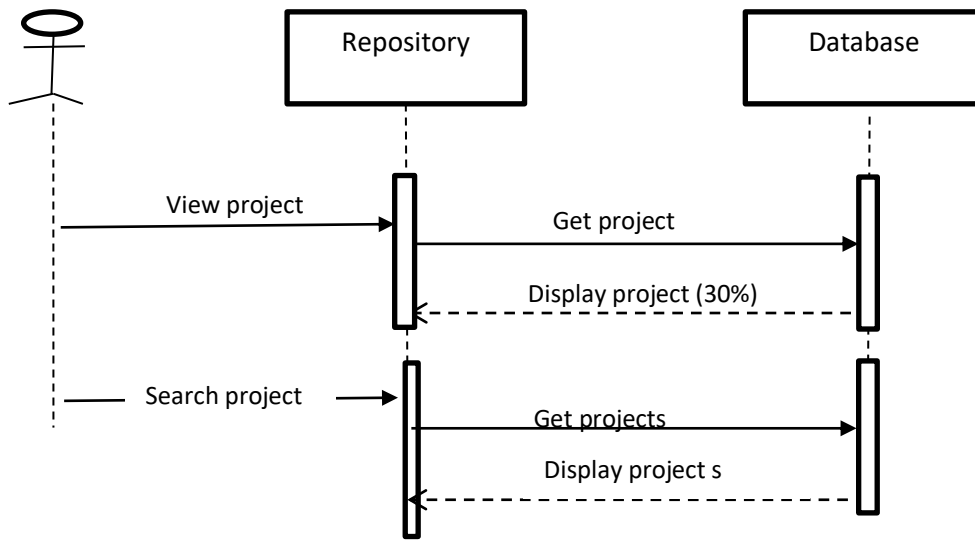 Repository
Database
View project
Get project
Display project (30%)
Search project
Get projects
Display project s